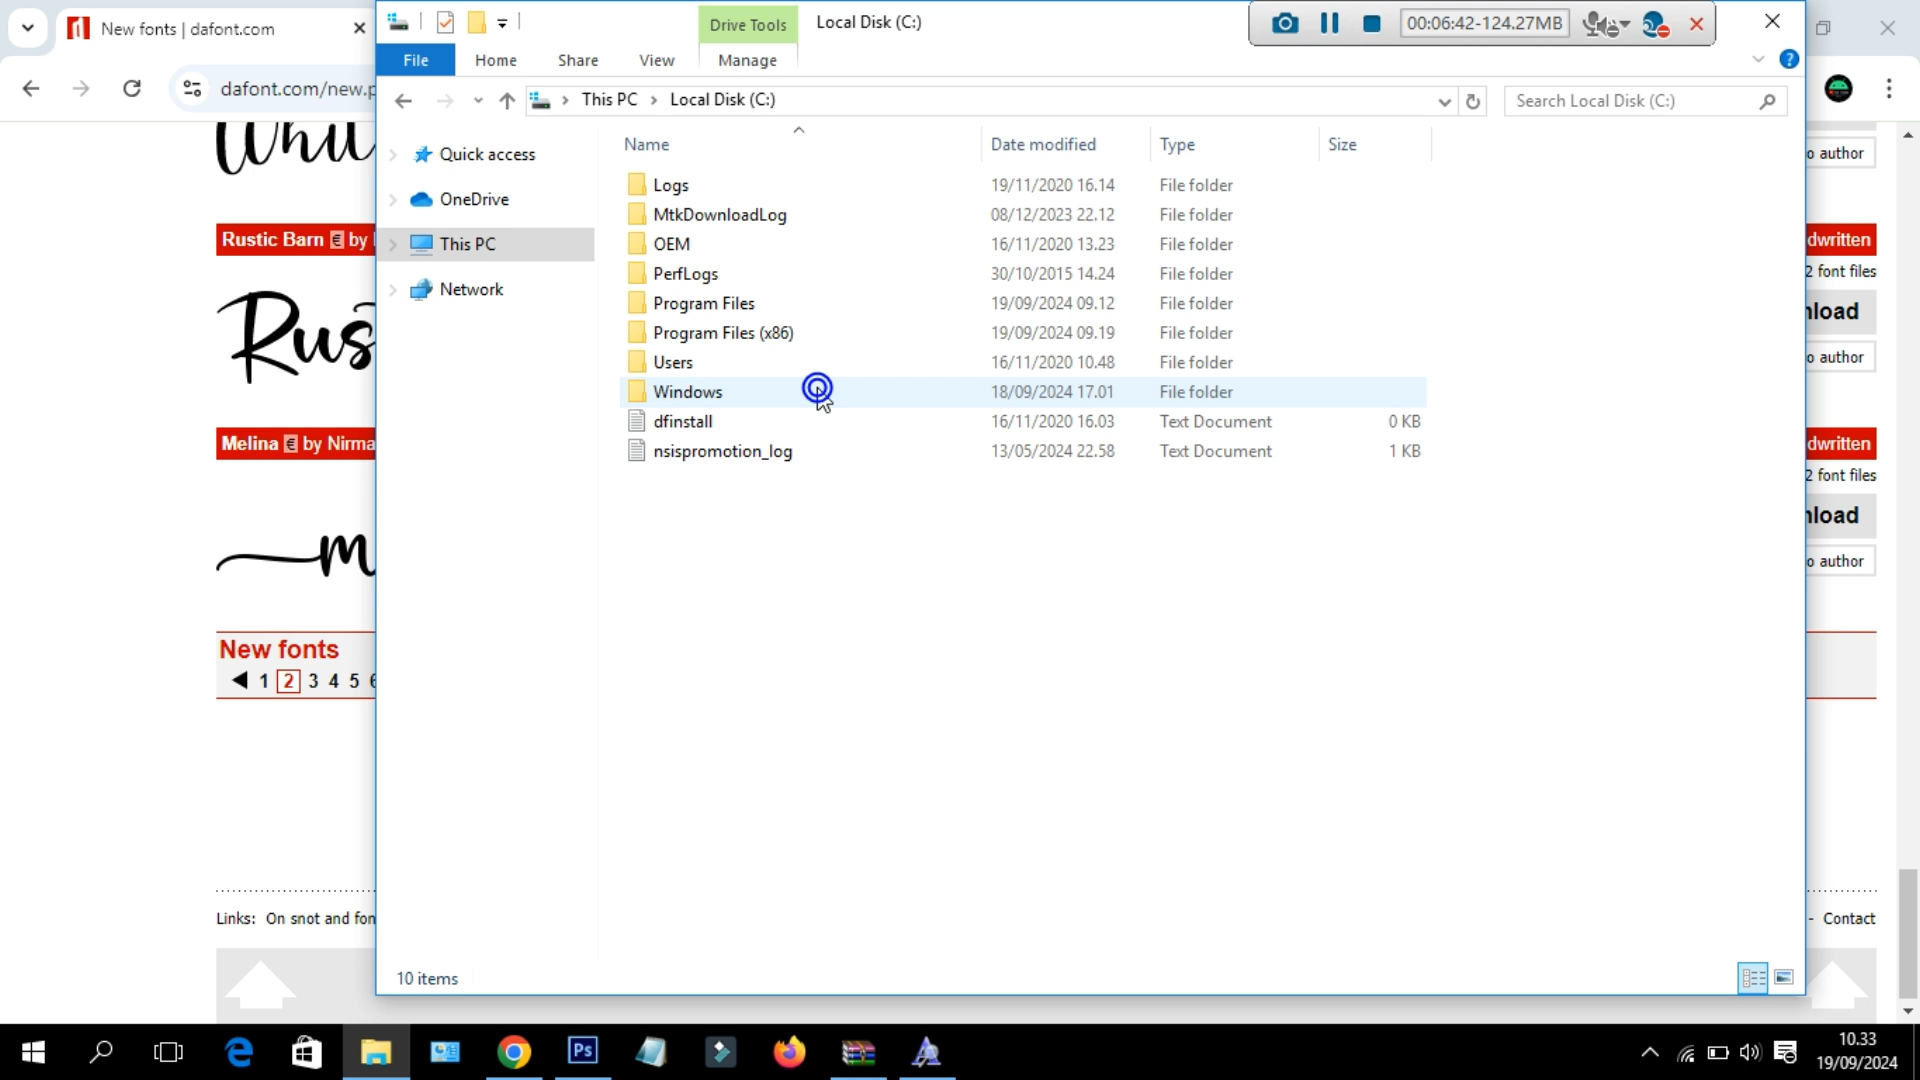 New fonts | dafont.com
Drive Tools
Local Disk (C:)
00:06:42-124.27MB
File
Home
Share
View
Manage
dafont.com/new.p
This PC
Local Disk (C:)
Search Local Disk (C:)
Name
Date modified
Type
Size
Quick access
OneDrive
This PC
Network
Logs 19/11/2020 16.14 File folder
MtkDownloadLog 08/12/2023 22.12 File folder
OEM 16/11/2020 13.23 File folder
PerfLogs 30/10/2015 14.24 File folder
Program Files 19/09/2024 09.12 File folder
Program Files (x86) 19/09/2024 09.19 File folder
Users 16/11/2020 10.48 File folder
Windows 18/09/2024 17.01 File folder
dfinstall 16/11/2020 16.03 Text Document 0 KB
nsispromotion_log 13/05/2024 22.58 Text Document 1 KB
o author
Rustic Barn € by
dwritten
2 font files
Rus
nload
o author
Melina € by Nirma
dwritten
2 font files
m
nload
o author
New fonts
1 2 3 4 5 6
Links: On snot and fon
- Contact
10 items
Ps
10.33
19/09/2024